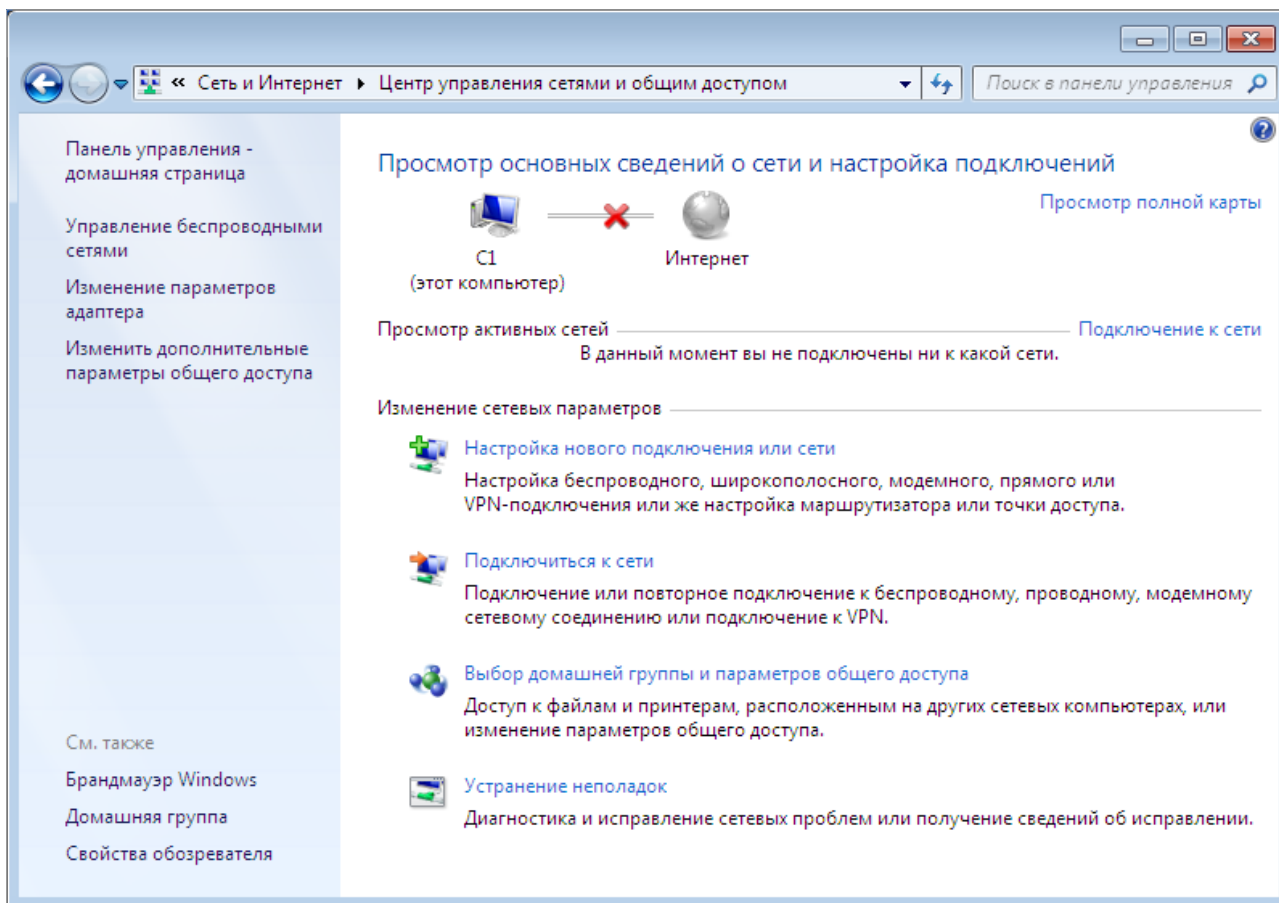 « Сеть и Интернет ▸ Центр управления сетями и общим доступом
Поиск в панели управления
Панель управления -
домашняя страница
Управление беспроводными
сетями
Изменение параметров
адаптера
Изменить дополнительные
параметры общего доступа
См. также
Брандмауэр Windows
Домашняя группа
Свойства обозревателя
Просмотр основных сведений о сети и настройка подключений
C1
(этот компьютер)
Интернет
Просмотр полной карты
Просмотр активных сетей
Подключение к сети
В данный момент вы не подключены ни к какой сети.
Изменение сетевых параметров
Настройка нового подключения или сети
Настройка беспроводного, широкополосного, модемного, прямого или
VPN-подключения или же настройка маршрутизатора или точки доступа.
Подключиться к сети
Подключение или повторное подключение к беспроводному, проводному, модемному
сетевому соединению или подключение к VPN.
Выбор домашней группы и параметров общего доступа
Доступ к файлам и принтерам, расположенным на других сетевых компьютерах, или
изменение параметров общего доступа.
Устранение неполадок
Диагностика и исправление сетевых проблем или получение сведений об исправлении.